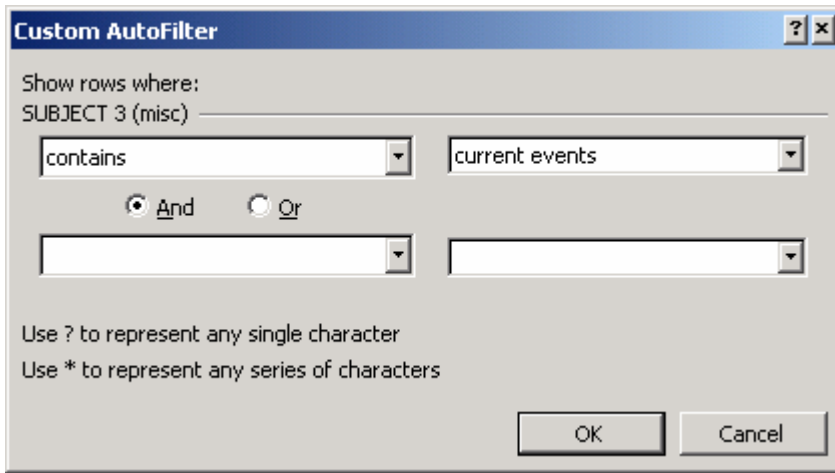 Custom AutoFilter
Show rows where:
SUBJECT 3 (misc)
contains current events
And Or
Use ? to represent any single character
Use * to represent any series of characters
OK Cancel